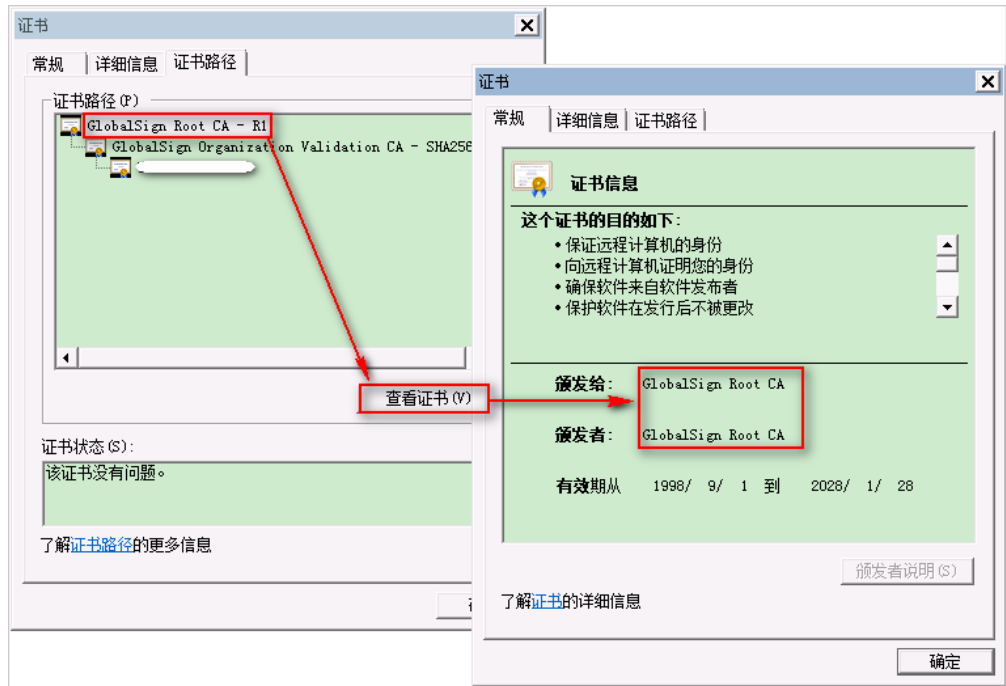 证书
常规 详细信息 证书路径
证书路径(P)
GlobalSign Root CA - R1
GlobalSign Organization Validation CA - SHA256
查看证书(V)
证书状态(S):
该证书没有问题。
了解证书路径的更多信息
证书
常规 详细信息 证书路径
证书信息
这个证书的目的如下:
•保证远程计算机的身份
•向远程计算机证明您的身份
•确保软件来自软件发布者
•保护软件在发行后不被更改
颁发给: GlobalSign Root CA
颁发者: GlobalSign Root CA
有效期从 1998/ 9/ 1 到 2028/ 1/ 28
颁发者说明(S)
了解证书的详细信息
确定